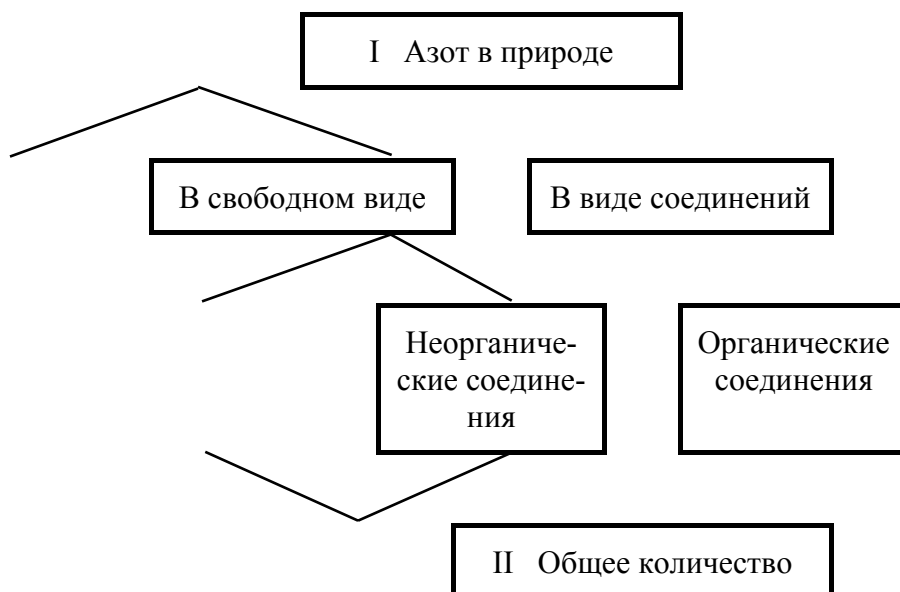 I Азот в природе
В свободном виде
В виде соединений
Неорганиче-
ские соедине-
ния
Органические
соединения
II Общее количество